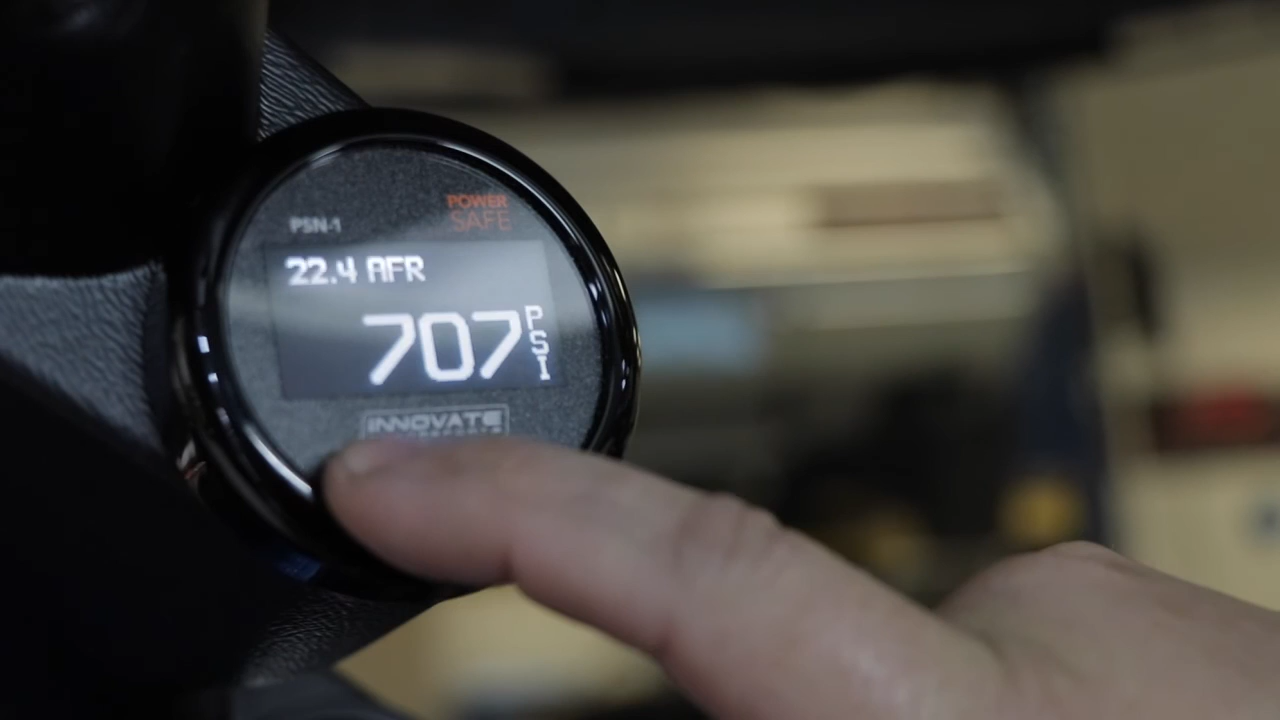 POWER
SAFE
PSN-1
22.4 AFR
707 PSI
INNOVATE